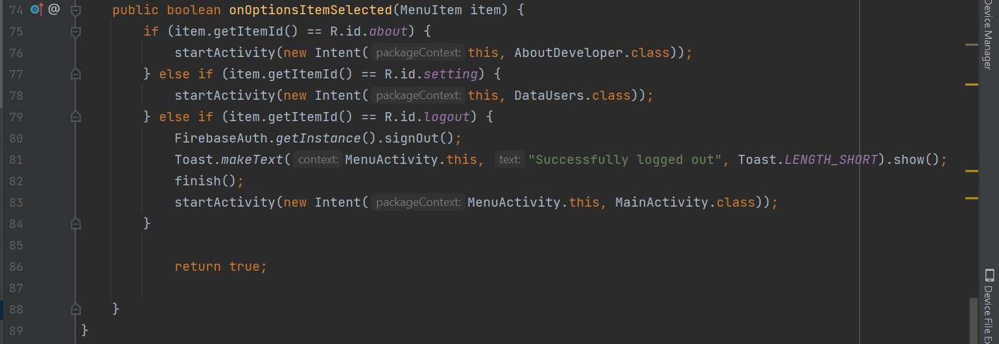 74 @ public boolean onOptionsItemSelected(MenuItem item) {
75 if (item.getItemId() == R.id.about) {
76 startActivity(new Intent( packageContext: this, AboutDeveloper.class));
77 } else if (item.getItemId() == R.id.setting) {
78 startActivity(new Intent( packageContext: this, DataUsers.class));
79 } else if (item.getItemId() == R.id.logout) {
80 FirebaseAuth.getInstance().signOut();
81 Toast.makeText( context: MenuActivity.this, text: "Successfully logged out", Toast.LENGTH_SHORT).show();
82 finish();
83 startActivity(new Intent( packageContext: MenuActivity.this, MainActivity.class));
84 }
85
86 return true;
87
88 }
89 }
Device Manager
Device File Ex